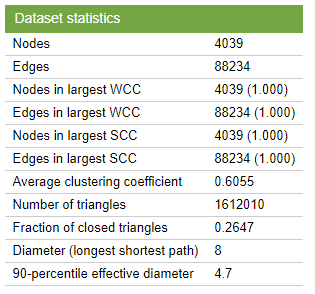 Dataset statistics
Nodes 4039
Edges 88234
Nodes in largest WCC 4039 (1.000)
Edges in largest WCC 88234 (1.000)
Nodes in largest SCC 4039 (1.000)
Edges in largest SCC 88234 (1.000)
Average clustering coefficient 0.6055
Number of triangles 1612010
Fraction of closed triangles 0.2647
Diameter (longest shortest path) 8
90-percentile effective diameter 4.7